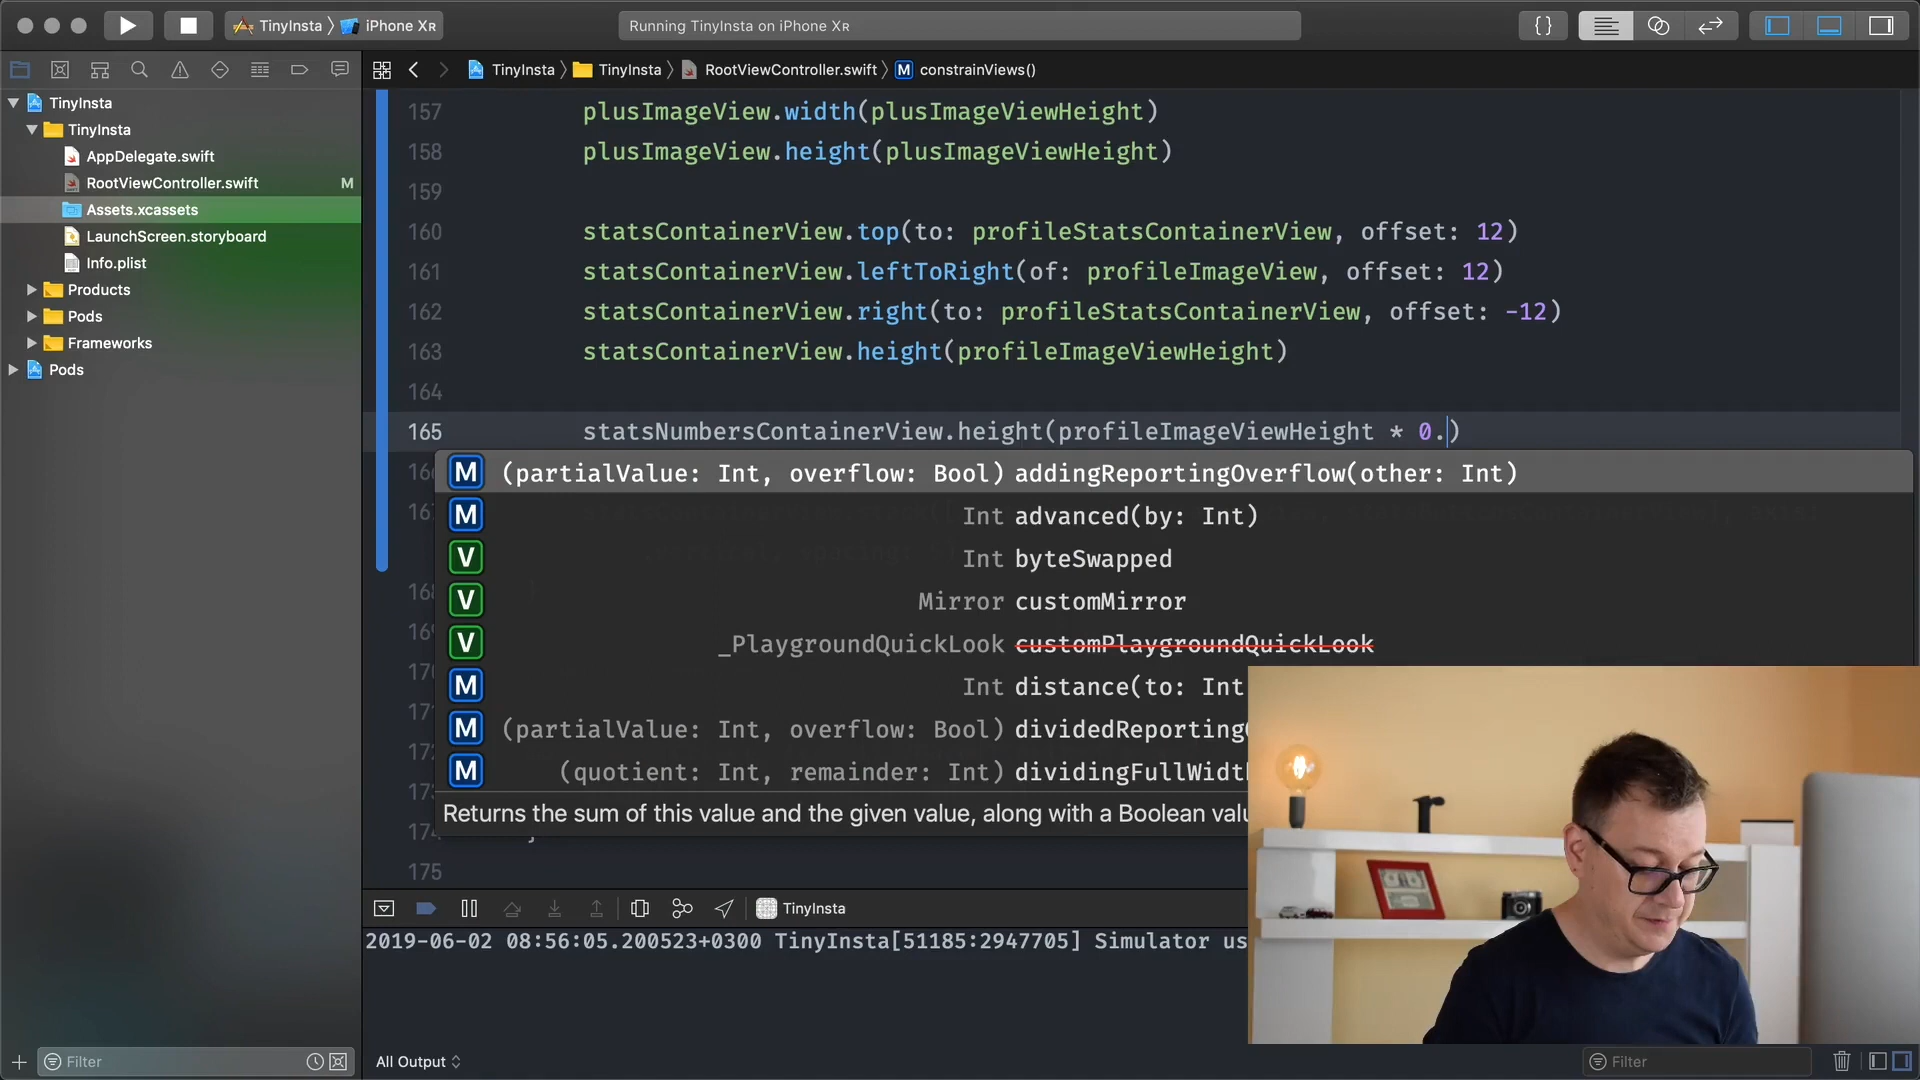 TinyInsta 〉 iPhone Xʀ
Running TinyInsta on iPhone Xʀ
{}
TinyInsta 〉 TinyInsta 〉 RootViewController.swift 〉 M constrainViews()
TinyInsta
TinyInsta
AppDelegate.swift
RootViewController.swift M
Assets.xcassets
LaunchScreen.storyboard
Info.plist
Products
Pods
Frameworks
Pods
157 plusImageView.width(plusImageViewHeight)
158 plusImageView.height(plusImageViewHeight)
159
160 statsContainerView.top(to: profileStatsContainerView, offset: 12)
161 statsContainerView.leftToRight(of: profileImageView, offset: 12)
162 statsContainerView.right(to: profileStatsContainerView, offset: -12)
163 statsContainerView.height(profileImageViewHeight)
164
165 statsNumbersContainerView.height(profileImageViewHeight * 0.)
M (partialValue: Int, overflow: Bool) addingReportingOverflow(other: Int)
M Int advanced(by: Int)
V Int byteSwapped
V Mirror customMirror
V _PlaygroundQuickLook customPlaygroundQuickLook
M Int distance(to: Int
M (partialValue: Int, overflow: Bool) dividedReporting
M (quotient: Int, remainder: Int) dividingFullWidth
Returns the sum of this value and the given value, along with a Boolean valu
175
TinyInsta
2019-06-02 08:56:05.200523+0300 TinyInsta[51185:2947705] Simulator us
Filter
All Output
Filter